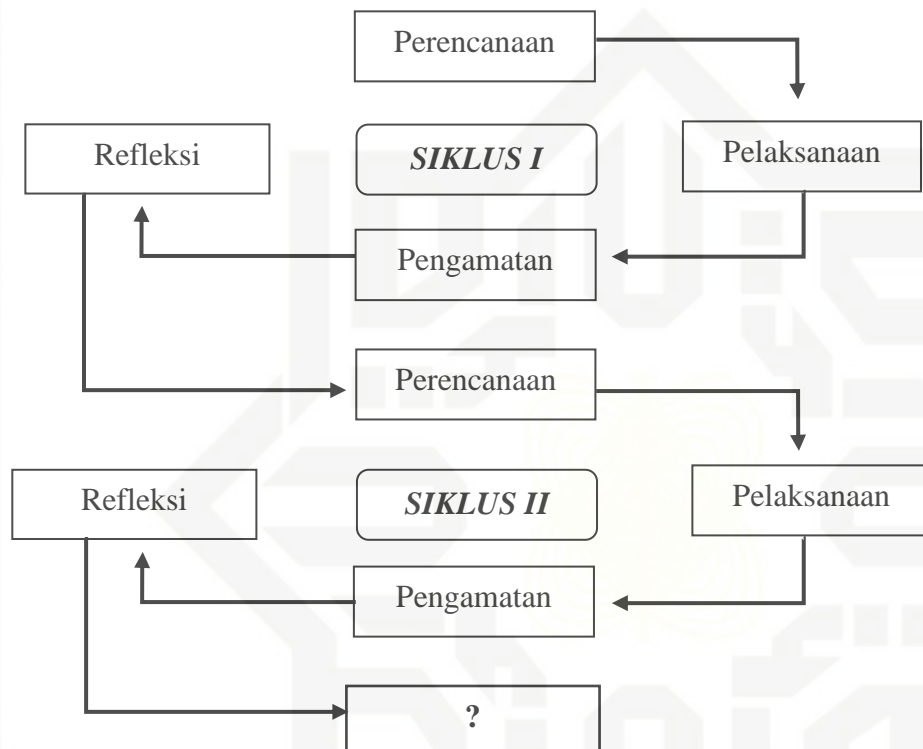 Perencanaan
Refleksi
SIKLUS I
Pelaksanaan
Pengamatan
Perencanaan
Refleksi
SIKLUS II
Pelaksanaan
Pengamatan
?